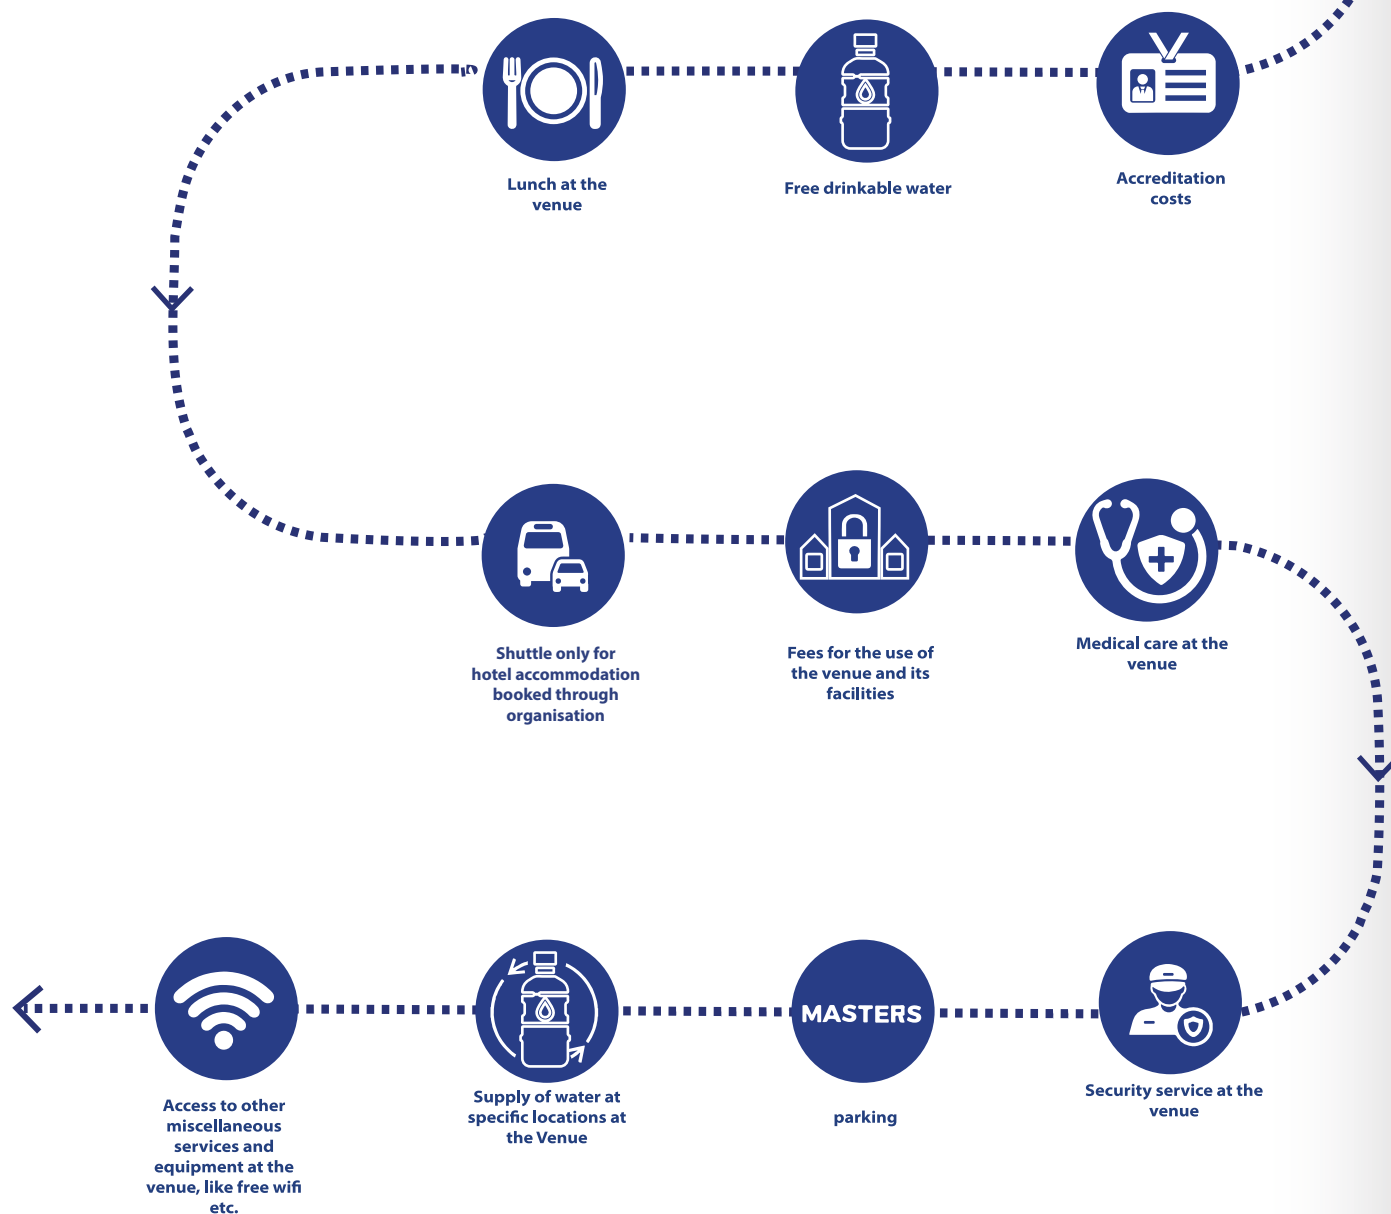 Lunch at the
venue
Free drinkable water
Accreditation
costs
Shuttle only for
hotel accommodation
booked through
organisation
Fees for the use of
the venue and its
facilities
Medical care at the
venue
Access to other
miscellaneous
services and
equipment at the
venue, like free wifi
etc.
Supply of water at
specific locations at
the Venue
MASTERS
parking
Security service at the
venue